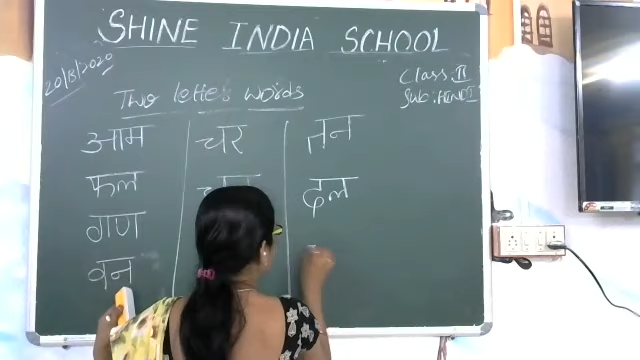 SHINE INDIA SCHOOL
20/8/2020
Class: II
Sub: HINDI
Two letters words
आम
फल
गण
वन
चर
तन
दल